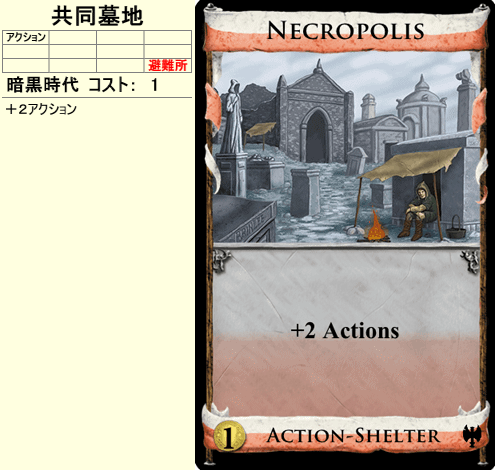 共同墓地
アクション
避難所
暗黒時代 コスト: 1
+2アクション
NECROPOLIS
+2 Actions
1
ACTION-SHELTER